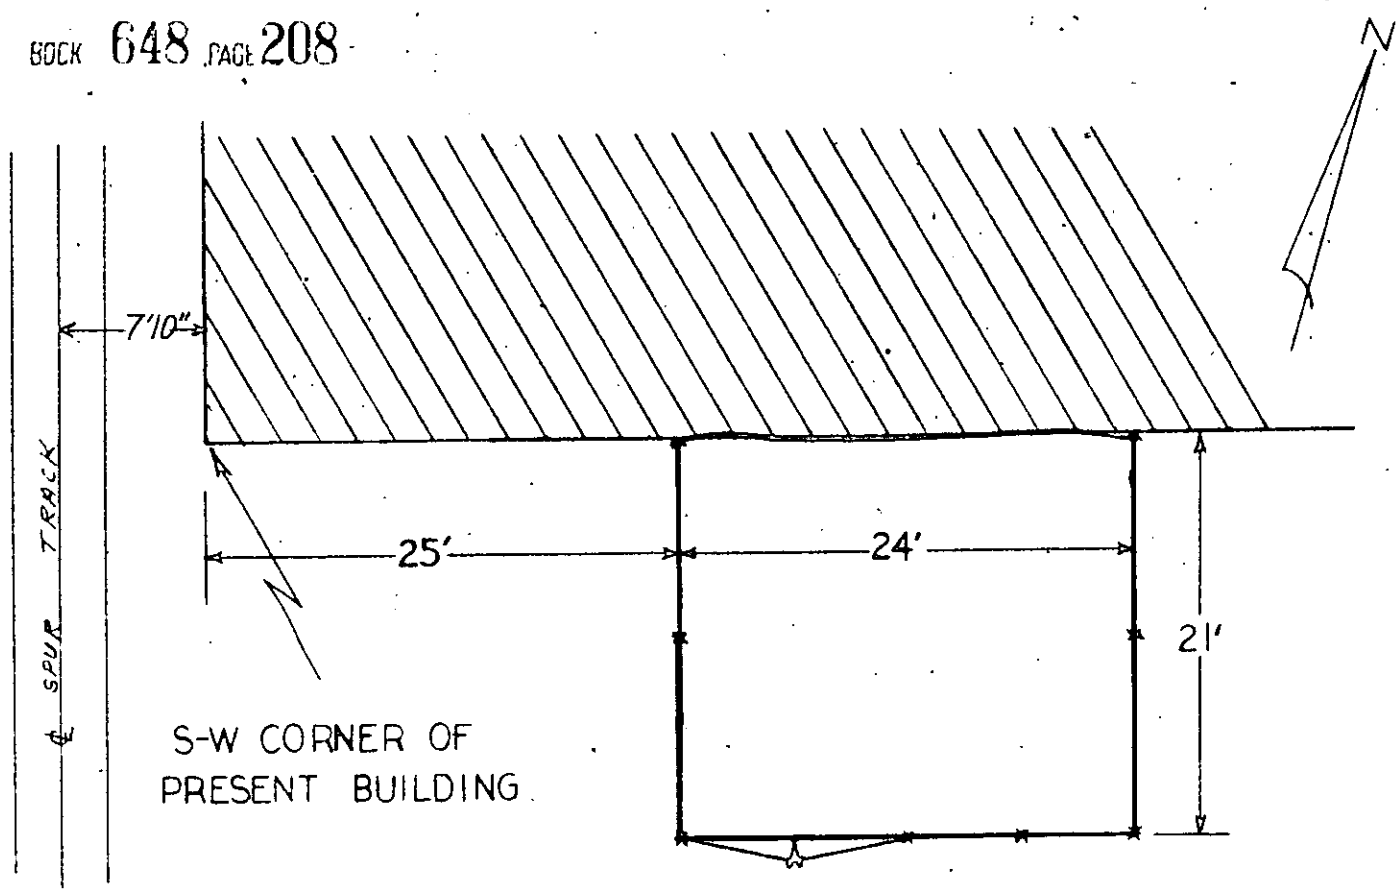 BOOK 648 PAGE 208
N
7'10"
25'
24'
21'
℄ SPUR TRACK
S-W CORNER OF
PRESENT BUILDING